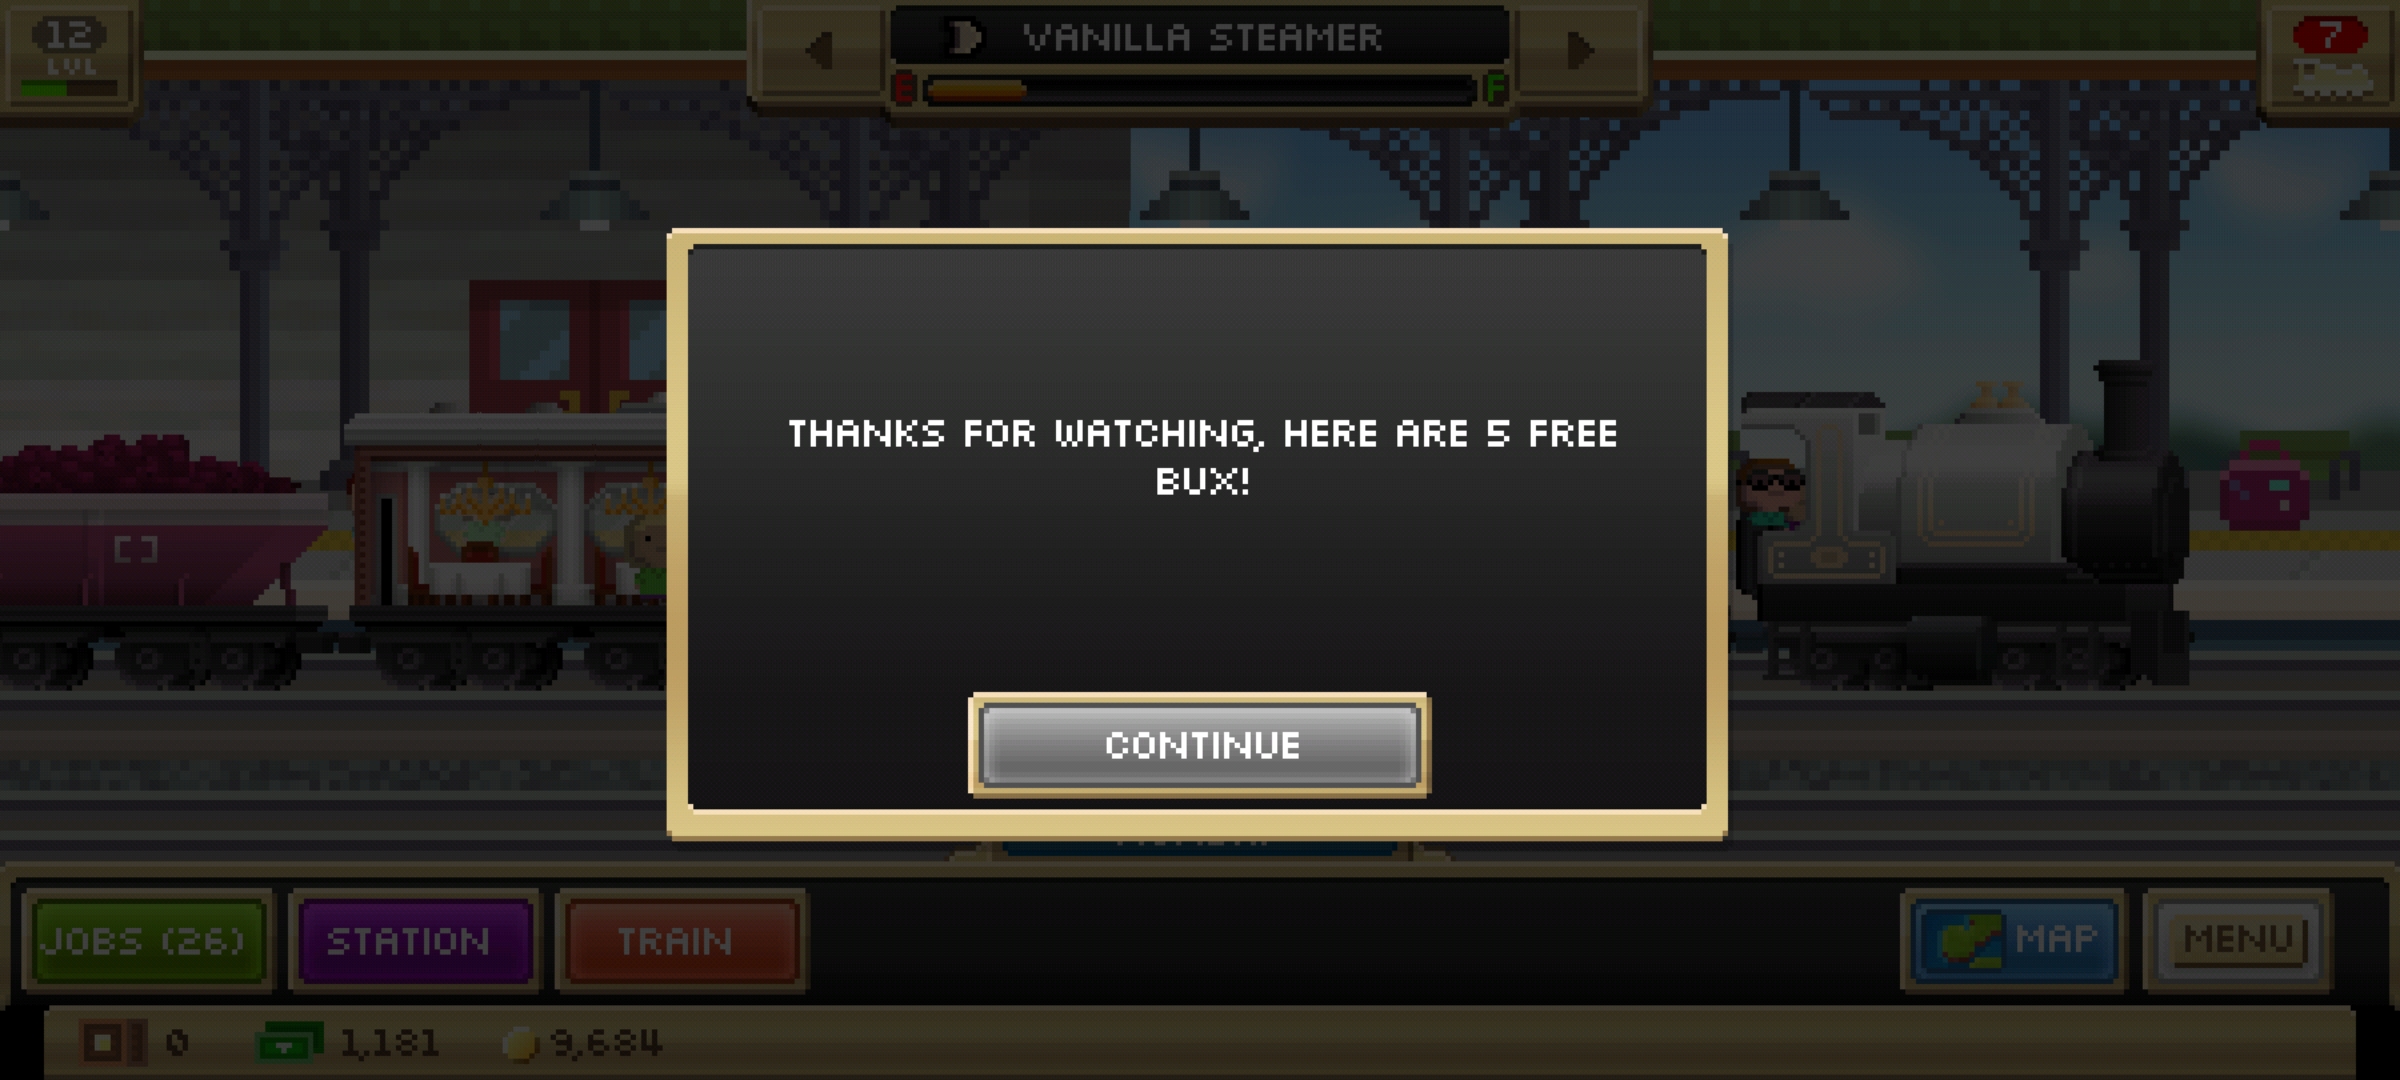 12
LVL
VANILLA STEAMER
E
F
7
THANKS FOR WATCHING, HERE ARE 5 FREE
BUX!
CONTINUE
JOBS (26)
STATION
TRAIN
MAP
MENU
0
1,181
9,684